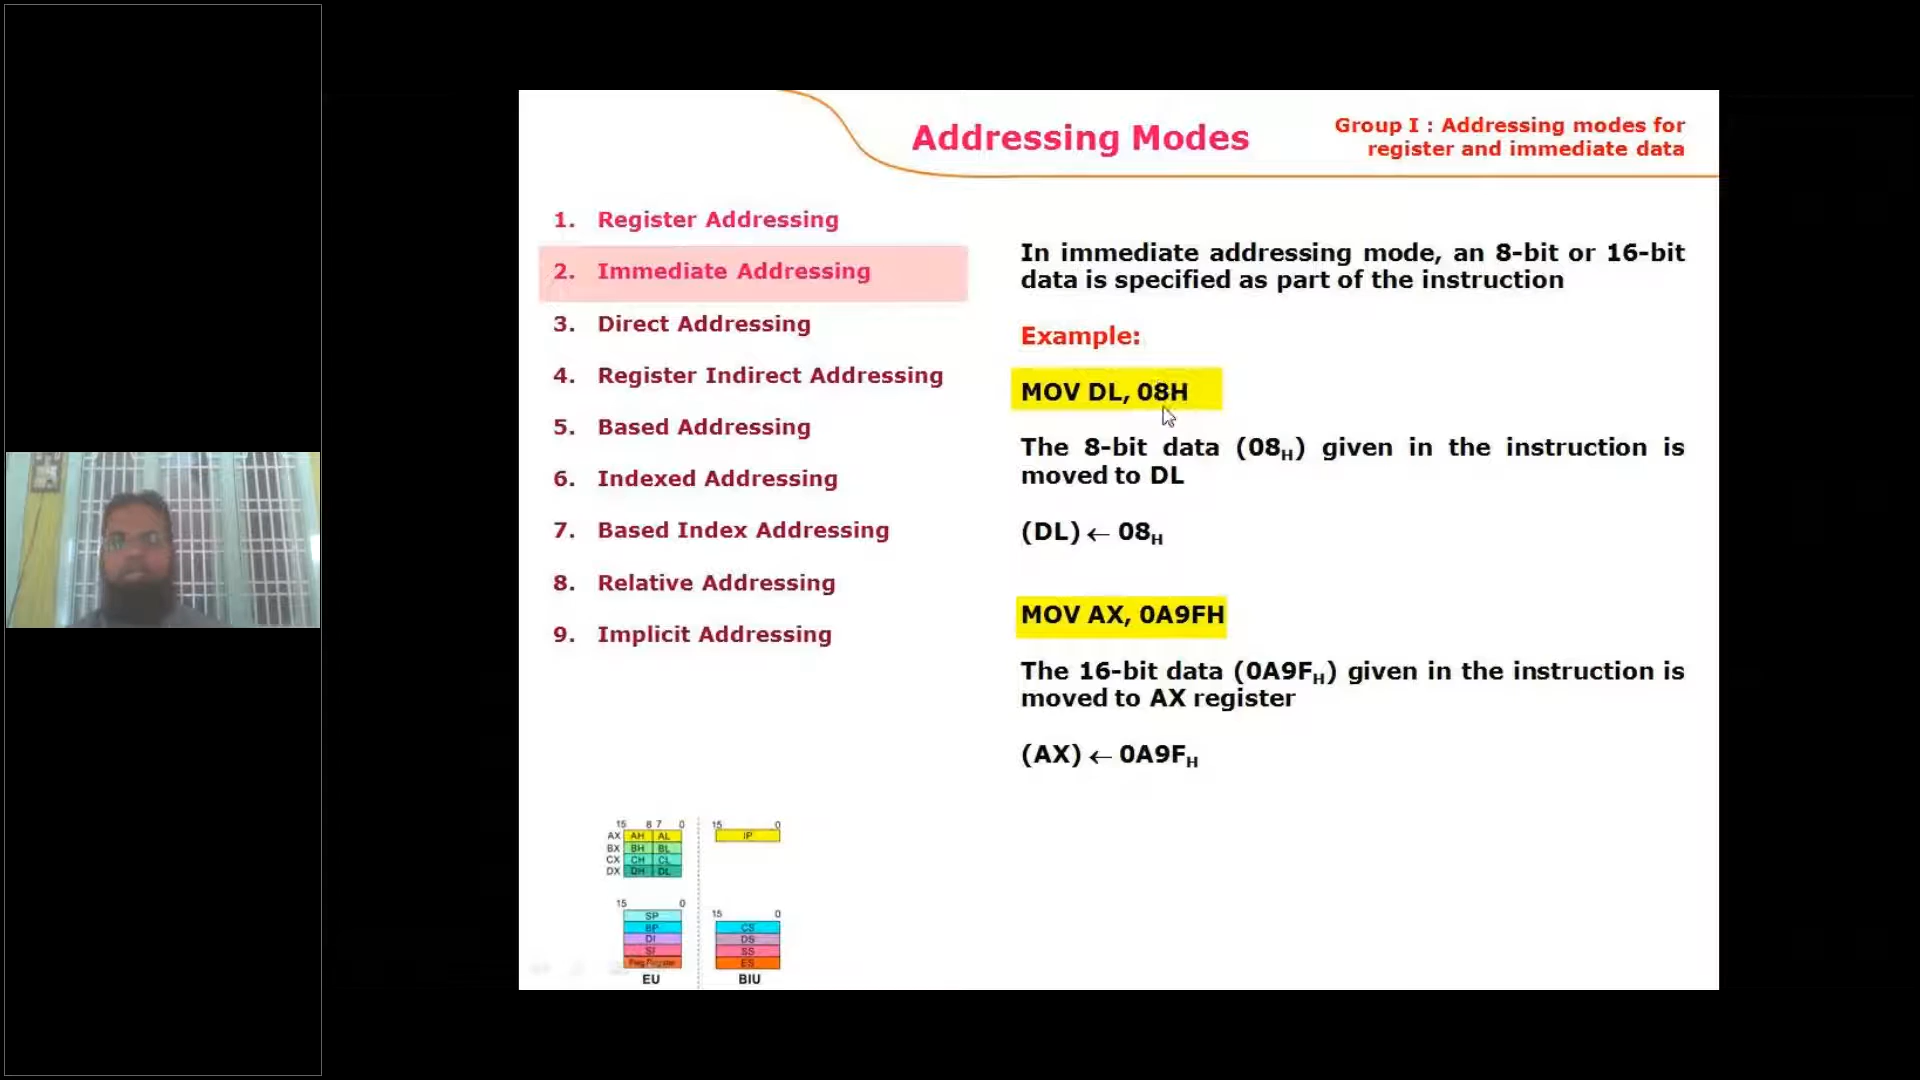 Addressing Modes
Group I : Addressing modes for
register and immediate data
1. Register Addressing
2. Immediate Addressing
3. Direct Addressing
4. Register Indirect Addressing
5. Based Addressing
6. Indexed Addressing
7. Based Index Addressing
8. Relative Addressing
9. Implicit Addressing
In immediate addressing mode, an 8-bit or 16-bit
data is specified as part of the instruction
Example:
MOV DL, 08H
The 8-bit data (08H) given in the instruction is
moved to DL
(DL) ← 08H
MOV AX, 0A9FH
The 16-bit data (0A9FH) given in the instruction is
moved to AX register
(AX) ← 0A9FH
15 8 7 0
AX AH AL
BX BH BL
CX CH CL
DX DH DL
15 0
SP
BP
DI
SI
Flag Register
EU
15 0
IP
15 0
CS
DS
SS
ES
BIU